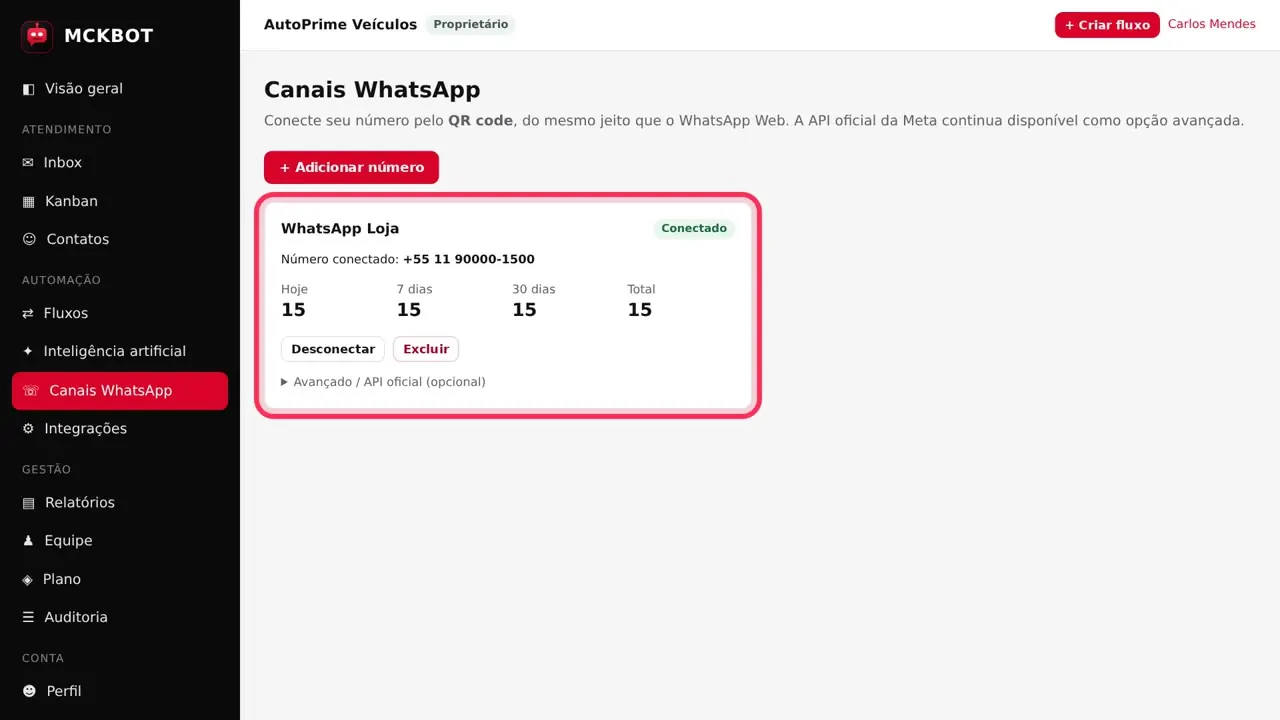 MCKBOT
Visão geral
ATENDIMENTO
Inbox
Kanban
Contatos
AUTOMAÇÃO
Fluxos
Inteligência artificial
Canais WhatsApp
Integrações
GESTÃO
Relatórios
Equipe
Plano
Auditoria
CONTA
Perfil
AutoPrime Veículos Proprietário
+ Criar fluxo Carlos Mendes
Canais WhatsApp
Conecte seu número pelo QR code, do mesmo jeito que o WhatsApp Web. A API oficial da Meta continua disponível como opção avançada.
+ Adicionar número
WhatsApp Loja Conectado
Número conectado: +55 11 90000-1500
Hoje 7 dias 30 dias Total
15 15 15 15
Desconectar Excluir
Avançado / API oficial (opcional)